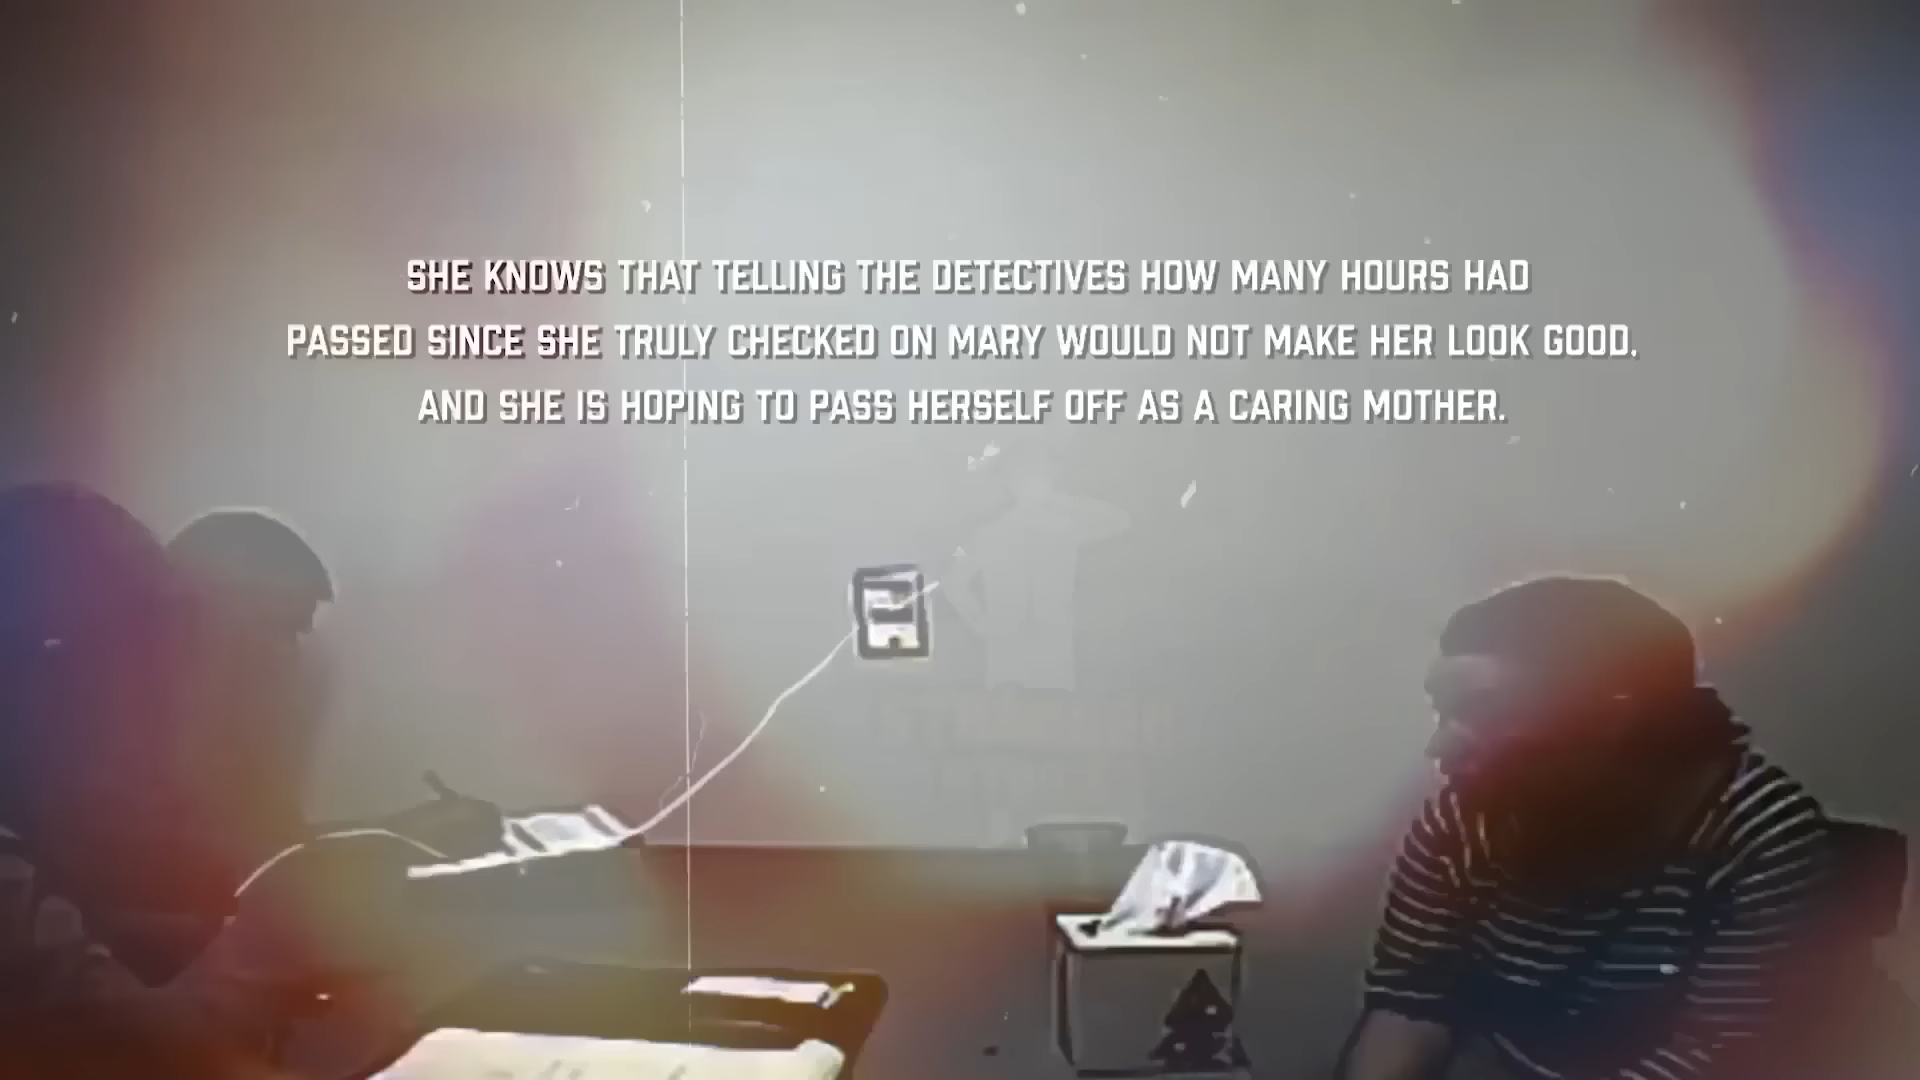 SHE KNOWS THAT TELLING THE DETECTIVES HOW MANY HOURS HAD
PASSED SINCE SHE TRULY CHECKED ON MARY WOULD NOT MAKE HER LOOK GOOD,
AND SHE IS HOPING TO PASS HERSELF OFF AS A CARING MOTHER.